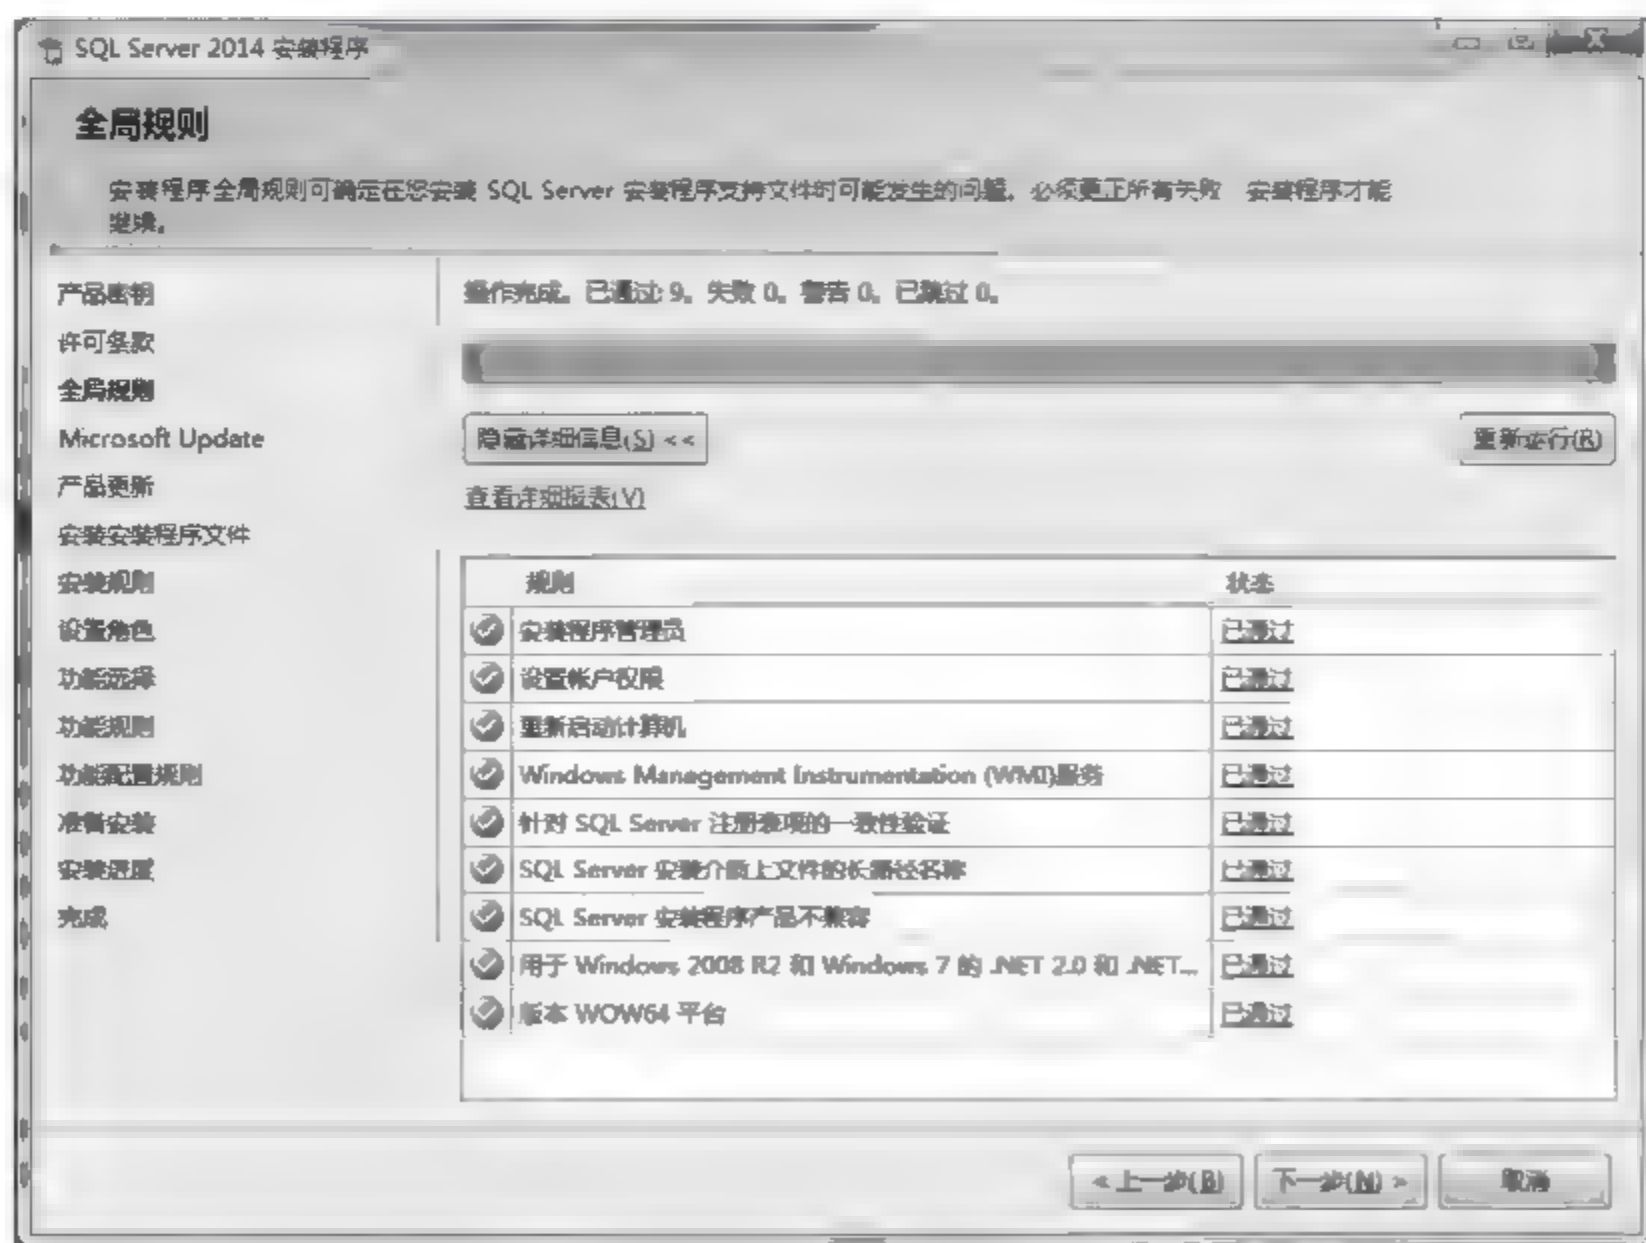 SQL Server 2014 安装程序
全局规则
安装程序全局规则可确定在您安装 SQL Server 安装程序支持文件时可能发生的问题。必须更正所有失败 安装程序才能
继续。
产品密钥
许可条款
全局规则
Microsoft Update
产品更新
安装安装程序文件
安装规则
设置角色
功能选择
功能规则
功能配置规则
准备安装
安装进度
完成
操作完成。已通过: 9。失败 0。警告 0。已跳过 0。
隐藏详细信息(S) <<
重新运行(R)
查看详细报表(V)
规则 状态
安装程序管理员 已通过
设置帐户权限 已通过
重新启动计算机 已通过
Windows Management Instrumentation (WMI)服务 已通过
针对 SQL Server 注册表项的一致性验证 已通过
SQL Server 安装介质上文件的长路径名称 已通过
SQL Server 安装程序产品不兼容 已通过
用于 Windows 2008 R2 和 Windows 7 的 .NET 2.0 和 .NET... 已通过
版本 WOW64 平台 已通过
< 上一步(B) 下一步(N) > 取消